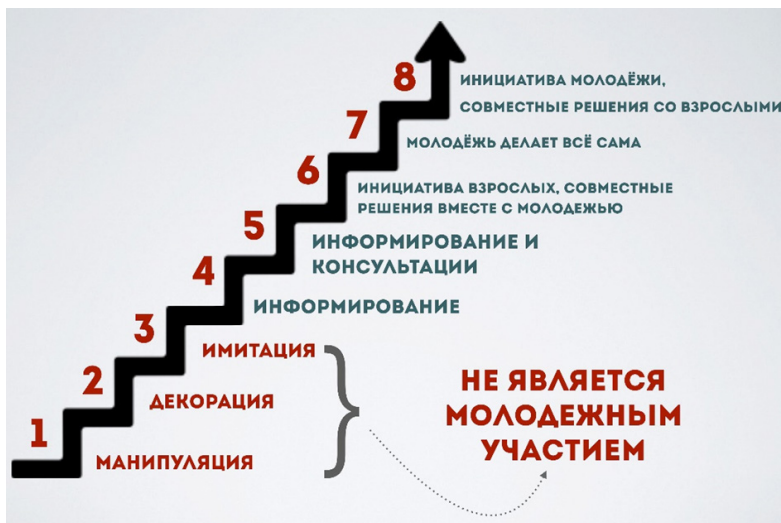 8
ИНИЦИАТИВА МОЛОДЁЖИ,
СОВМЕСТНЫЕ РЕШЕНИЯ СО ВЗРОСЛЫМИ
7
МОЛОДЁЖЬ ДЕЛАЕТ ВСЁ САМА
6
ИНИЦИАТИВА ВЗРОСЛЫХ, СОВМЕСТНЫЕ
РЕШЕНИЯ ВМЕСТЕ С МОЛОДЕЖЬЮ
5
ИНФОРМИРОВАНИЕ И
КОНСУЛЬТАЦИИ
4
ИНФОРМИРОВАНИЕ
3
ИМИТАЦИЯ
2
ДЕКОРАЦИЯ
1
МАНИПУЛЯЦИЯ
НЕ ЯВЛЯЕТСЯ
МОЛОДЕЖНЫМ
УЧАСТИЕМ